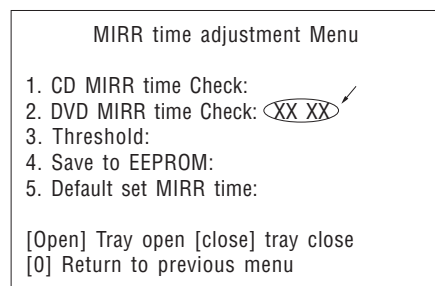 MIRR time adjustment Menu
1. CD MIRR time Check:
2. DVD MIRR time Check: XX XX
3. Threshold:
4. Save to EEPROM:
5. Default set MIRR time:
[Open] Tray open [close] tray close
[0] Return to previous menu